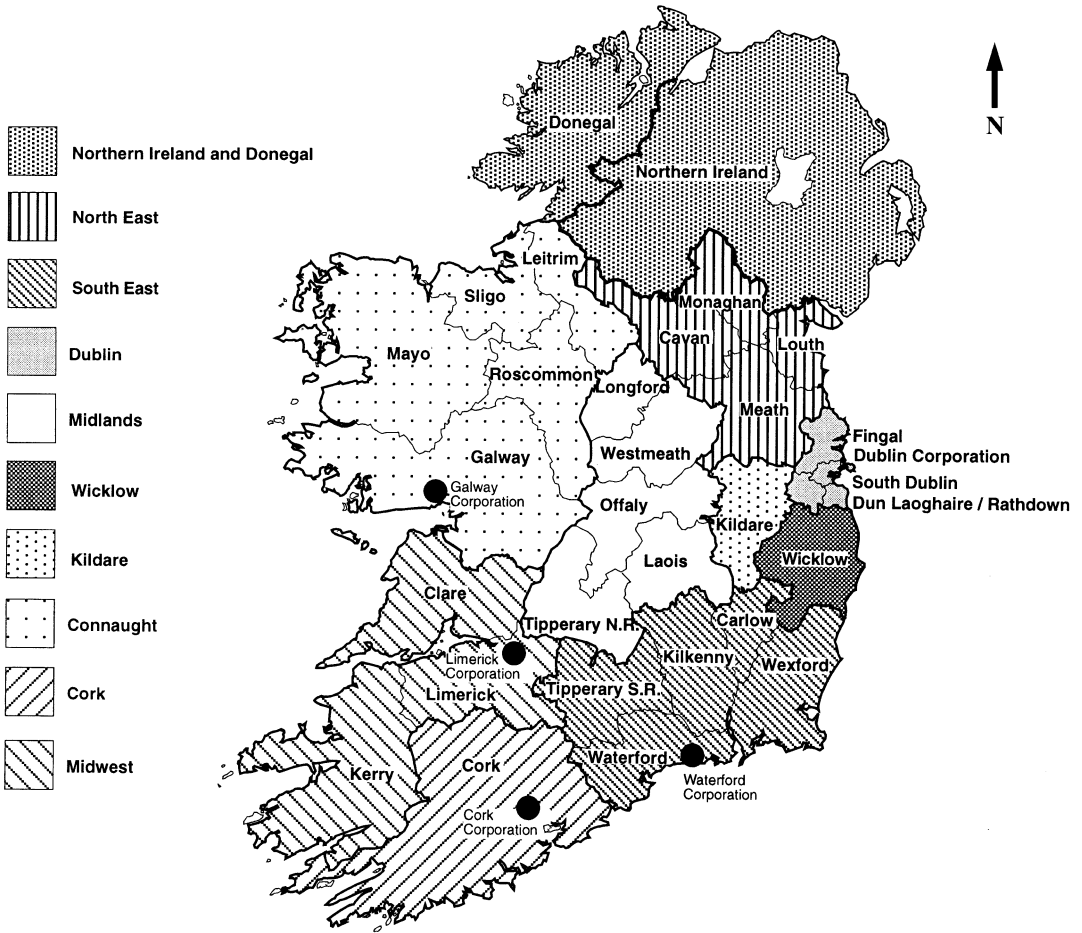 Northern Ireland and Donegal
North East
South East
Dublin
Midlands
Wicklow
Kildare
Connaught
Cork
Midwest
N
Donegal
Northern Ireland
Leitrim
Sligo
Monaghan
Cavan
Louth
Mayo
Roscommon
Longford
Meath
Fingal
Dublin Corporation
South Dublin
Dun Laoghaire / Rathdown
Galway
Westmeath
Galway
Corporation
Offaly
Kildare
Laois
Wicklow
Clare
Tipperary N.R.
Carlow
Limerick
Corporation
Limerick
Kilkenny
Wexford
Tipperary S.R.
Waterford
Waterford
Corporation
Kerry
Cork
Cork
Corporation